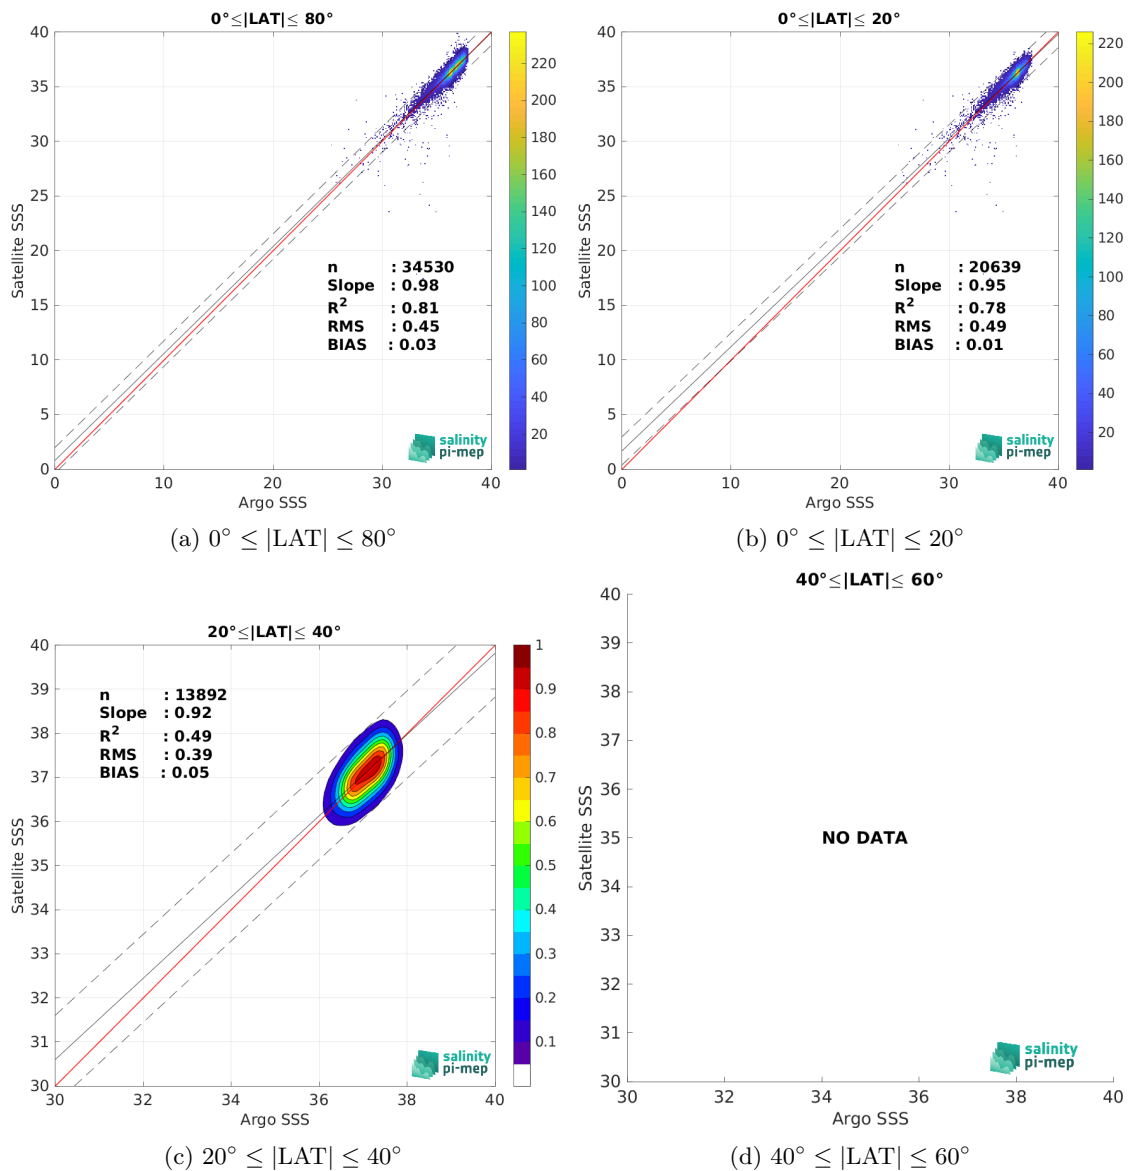 0°≤|LAT|≤ 80°
40
35
30
25
20
15
10
5
0
Satellite SSS
n : 34530
Slope : 0.98
R² : 0.81
RMS : 0.45
BIAS : 0.03
salinity
pi-mep
0 10 20 30 40
Argo SSS
220
200
180
160
140
120
100
80
60
40
20
(a) 0° ≤ |LAT| ≤ 80°
0°≤|LAT|≤ 20°
40
35
30
25
20
15
10
5
0
Satellite SSS
n : 20639
Slope : 0.95
R² : 0.78
RMS : 0.49
BIAS : 0.01
salinity
pi-mep
0 10 20 30 40
Argo SSS
220
200
180
160
140
120
100
80
60
40
20
(b) 0° ≤ |LAT| ≤ 20°
20°≤|LAT|≤ 40°
40
39
38
37
36
35
34
33
32
31
30
Satellite SSS
n : 13892
Slope : 0.92
R² : 0.49
RMS : 0.39
BIAS : 0.05
salinity
pi-mep
30 32 34 36 38 40
Argo SSS
1
0.9
0.8
0.7
0.6
0.5
0.4
0.3
0.2
0.1
(c) 20° ≤ |LAT| ≤ 40°
40°≤|LAT|≤ 60°
40
39
38
37
36
35
34
33
32
31
30
Satellite SSS
NO DATA
salinity
pi-mep
30 32 34 36 38 40
Argo SSS
(d) 40° ≤ |LAT| ≤ 60°